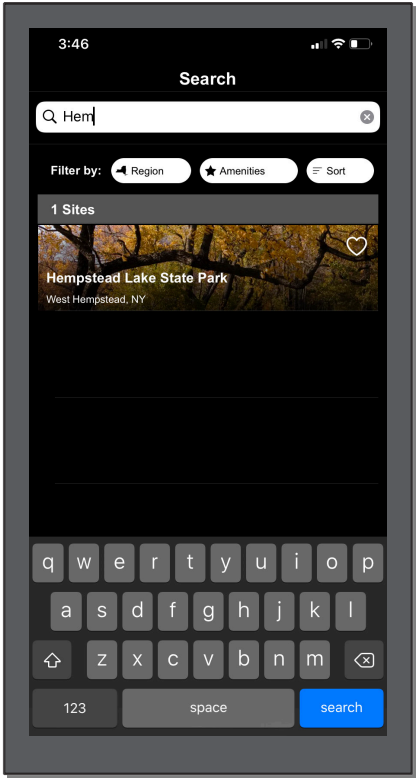 3:46
Search
Hem
Filter by: Region Amenities Sort
1 Sites
Hempstead Lake State Park
West Hempstead, NY
q w e r t y u i o p
a s d f g h j k l
z x c v b n m
123 space search